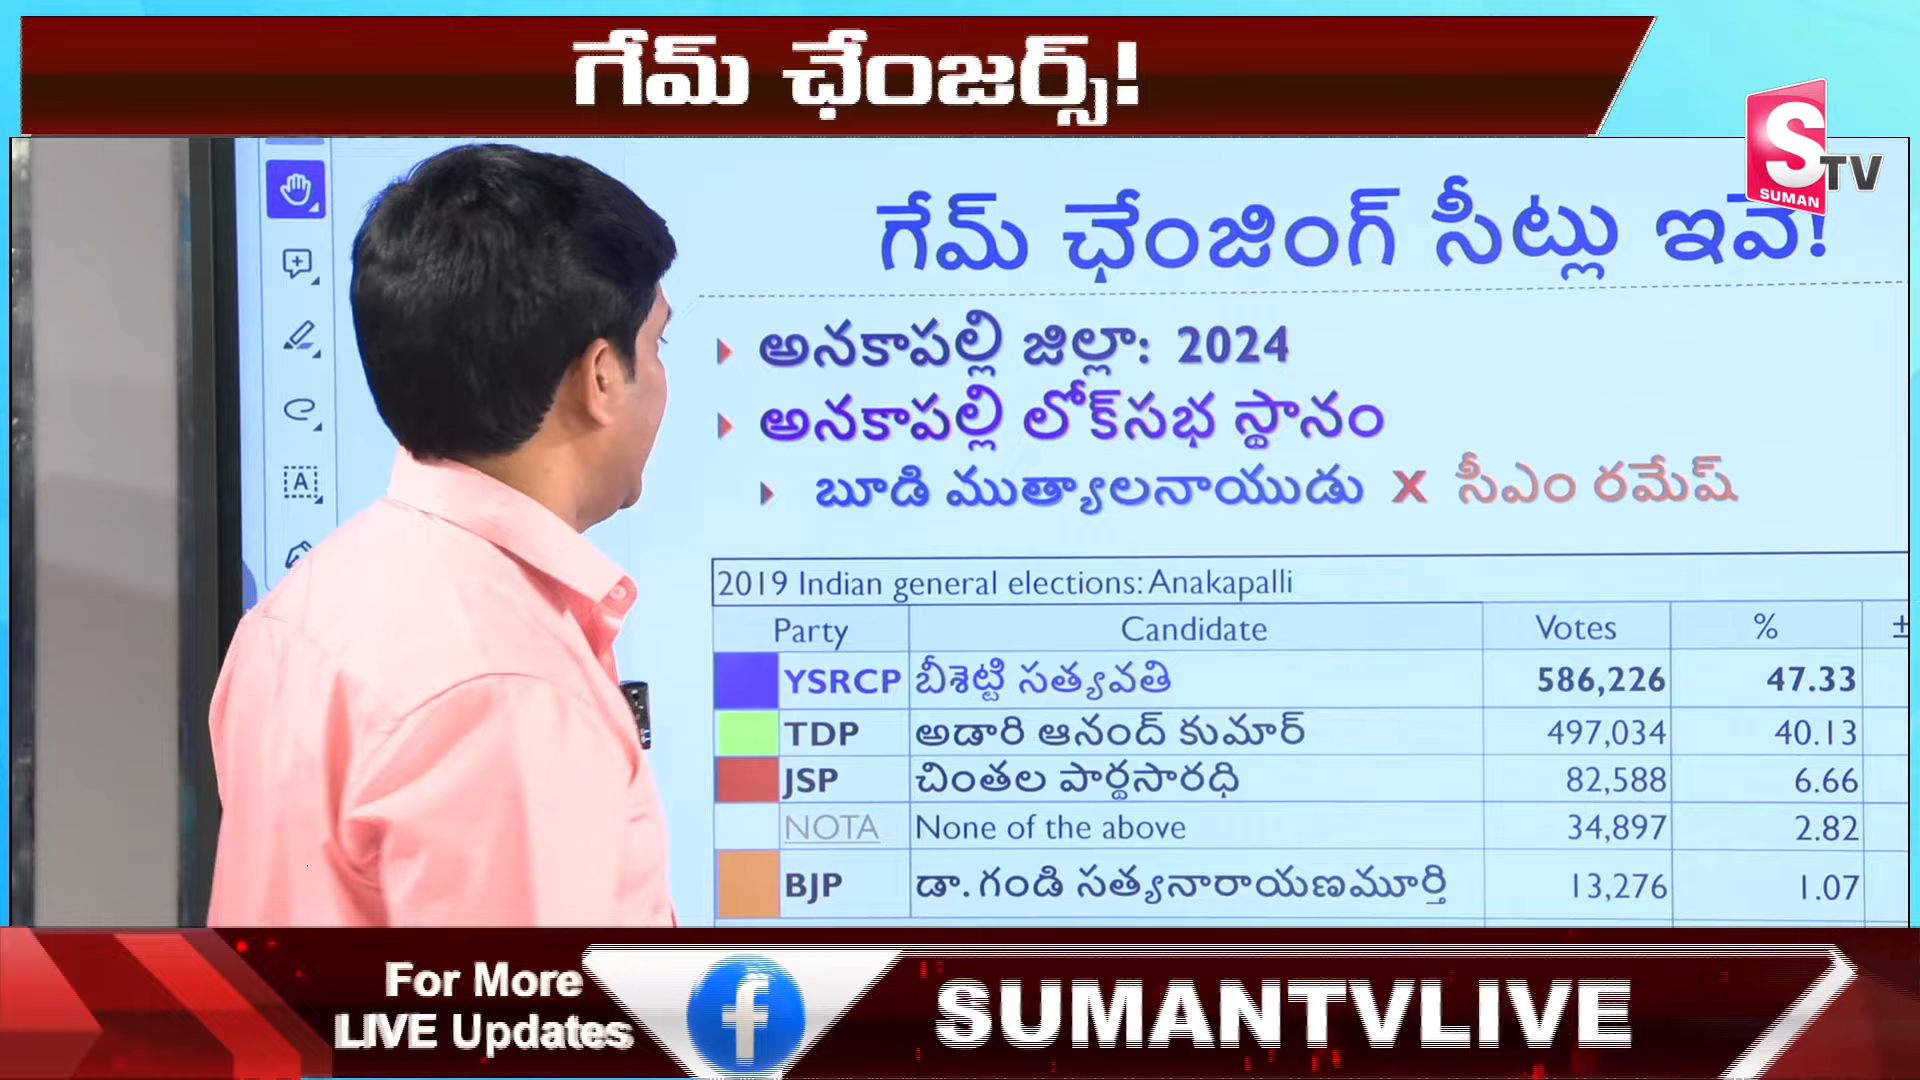 గేమ్ ఛేంజర్స్!
S TV
SUMAN
గేమ్ ఛేంజింగ్ సీట్లు ఇవే!
అనకాపల్లి జిల్లా: 2024
అనకాపల్లి లోక్‌సభ స్థానం
బూడి ముత్యాలనాయుడు X సీఎం రమేష్
2019 Indian general elections: Anakapalli
Party Candidate Votes % ±
YSRCP బీశెట్టి సత్యవతి 586,226 47.33
TDP అడారి ఆనంద్ కుమార్ 497,034 40.13
JSP చింతల పార్థసారధి 82,588 6.66
NOTA None of the above 34,897 2.82
BJP డా. గండి సత్యనారాయణమూర్తి 13,276 1.07
For More
LIVE Updates
f SUMANTVLIVE